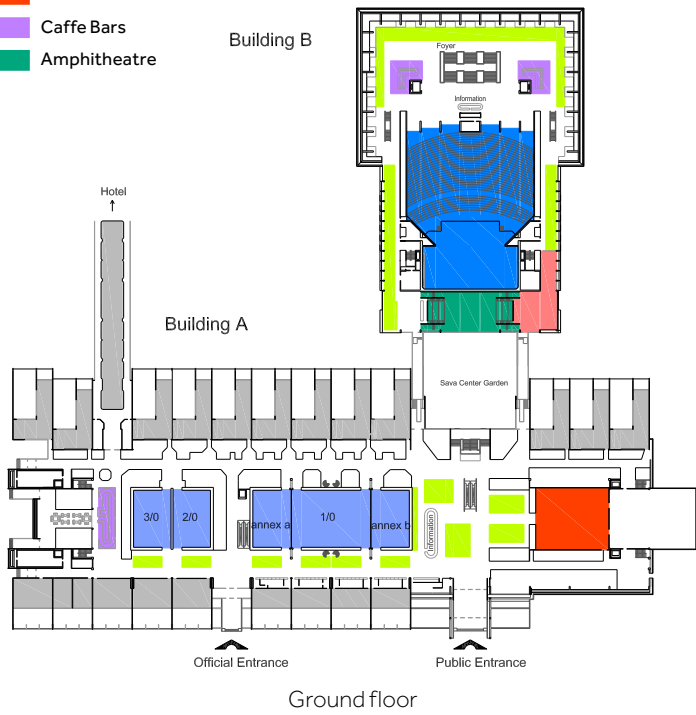 Caffe Bars
Amphitheatre
Building B
Foyer
Information
Hotel
Building A
Sava Center Garden
3/0
2/0
annex a
1/0
annex b
Information
Official Entrance
Public Entrance
Ground floor